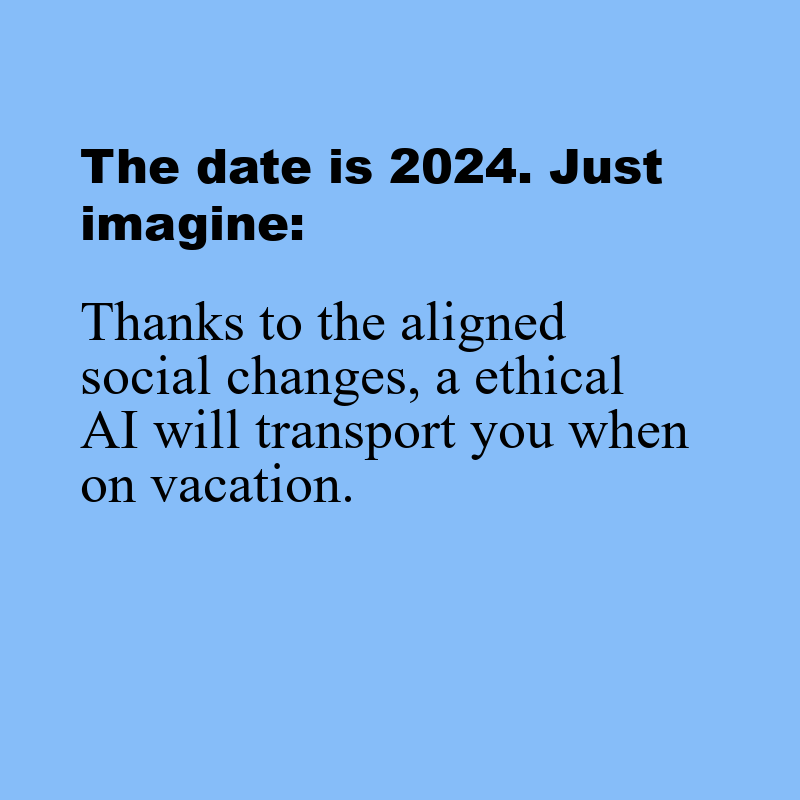 The date is 2024. Just
imagine:
Thanks to the aligned
social changes, a ethical
AI will transport you when
on vacation.